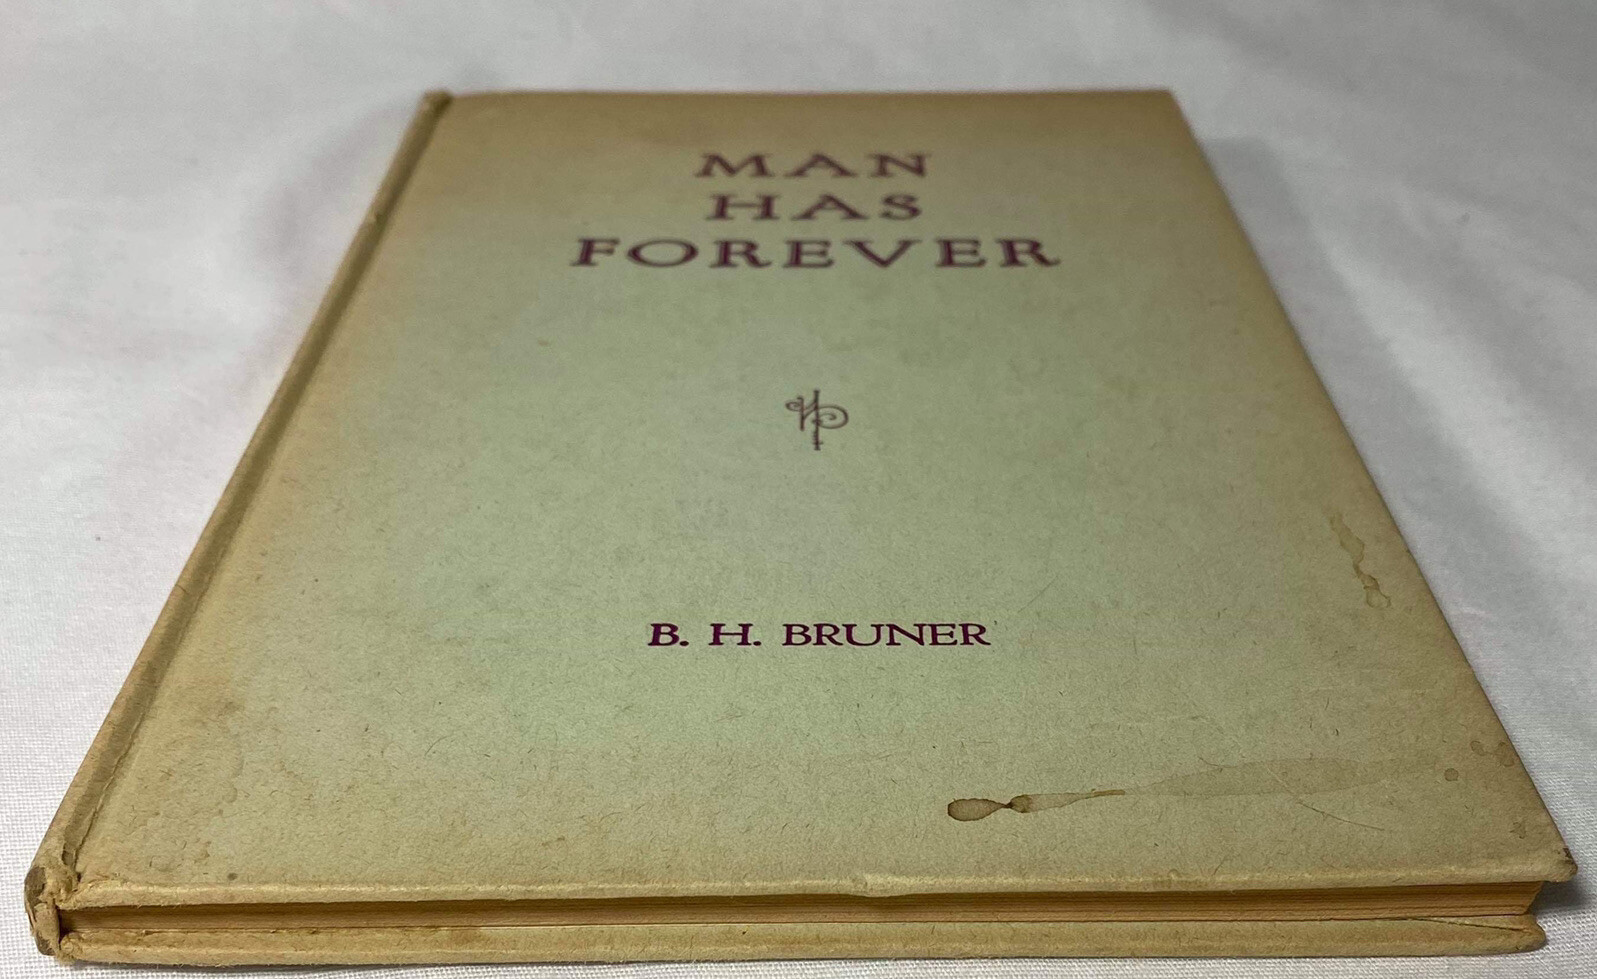 MAN
HAS
FOREVER
B. H. BRUNER